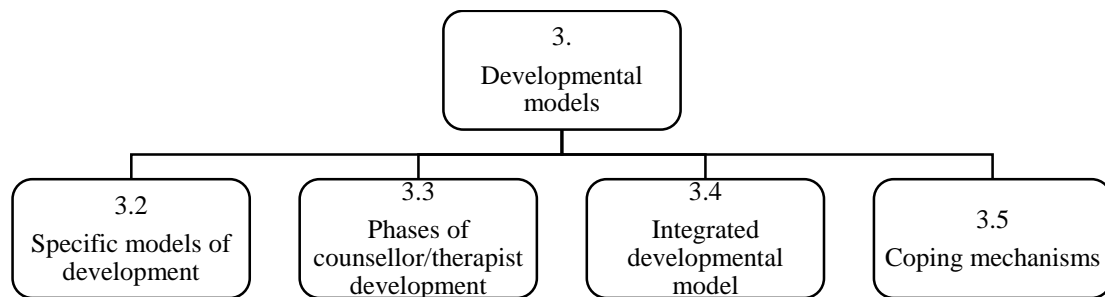 3.
Developmental
models
3.2
Specific models of
development
3.3
Phases of
counsellor/therapist
development
3.4
Integrated
developmental
model
3.5
Coping mechanisms